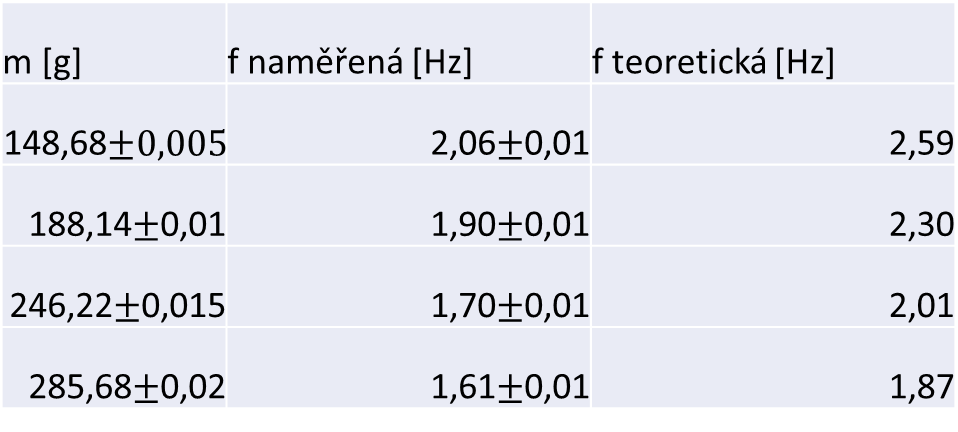 m [g] f naměřená [Hz] f teoretická [Hz]
148,68±0,005 2,06±0,01 2,59
188,14±0,01 1,90±0,01 2,30
246,22±0,015 1,70±0,01 2,01
285,68±0,02 1,61±0,01 1,87